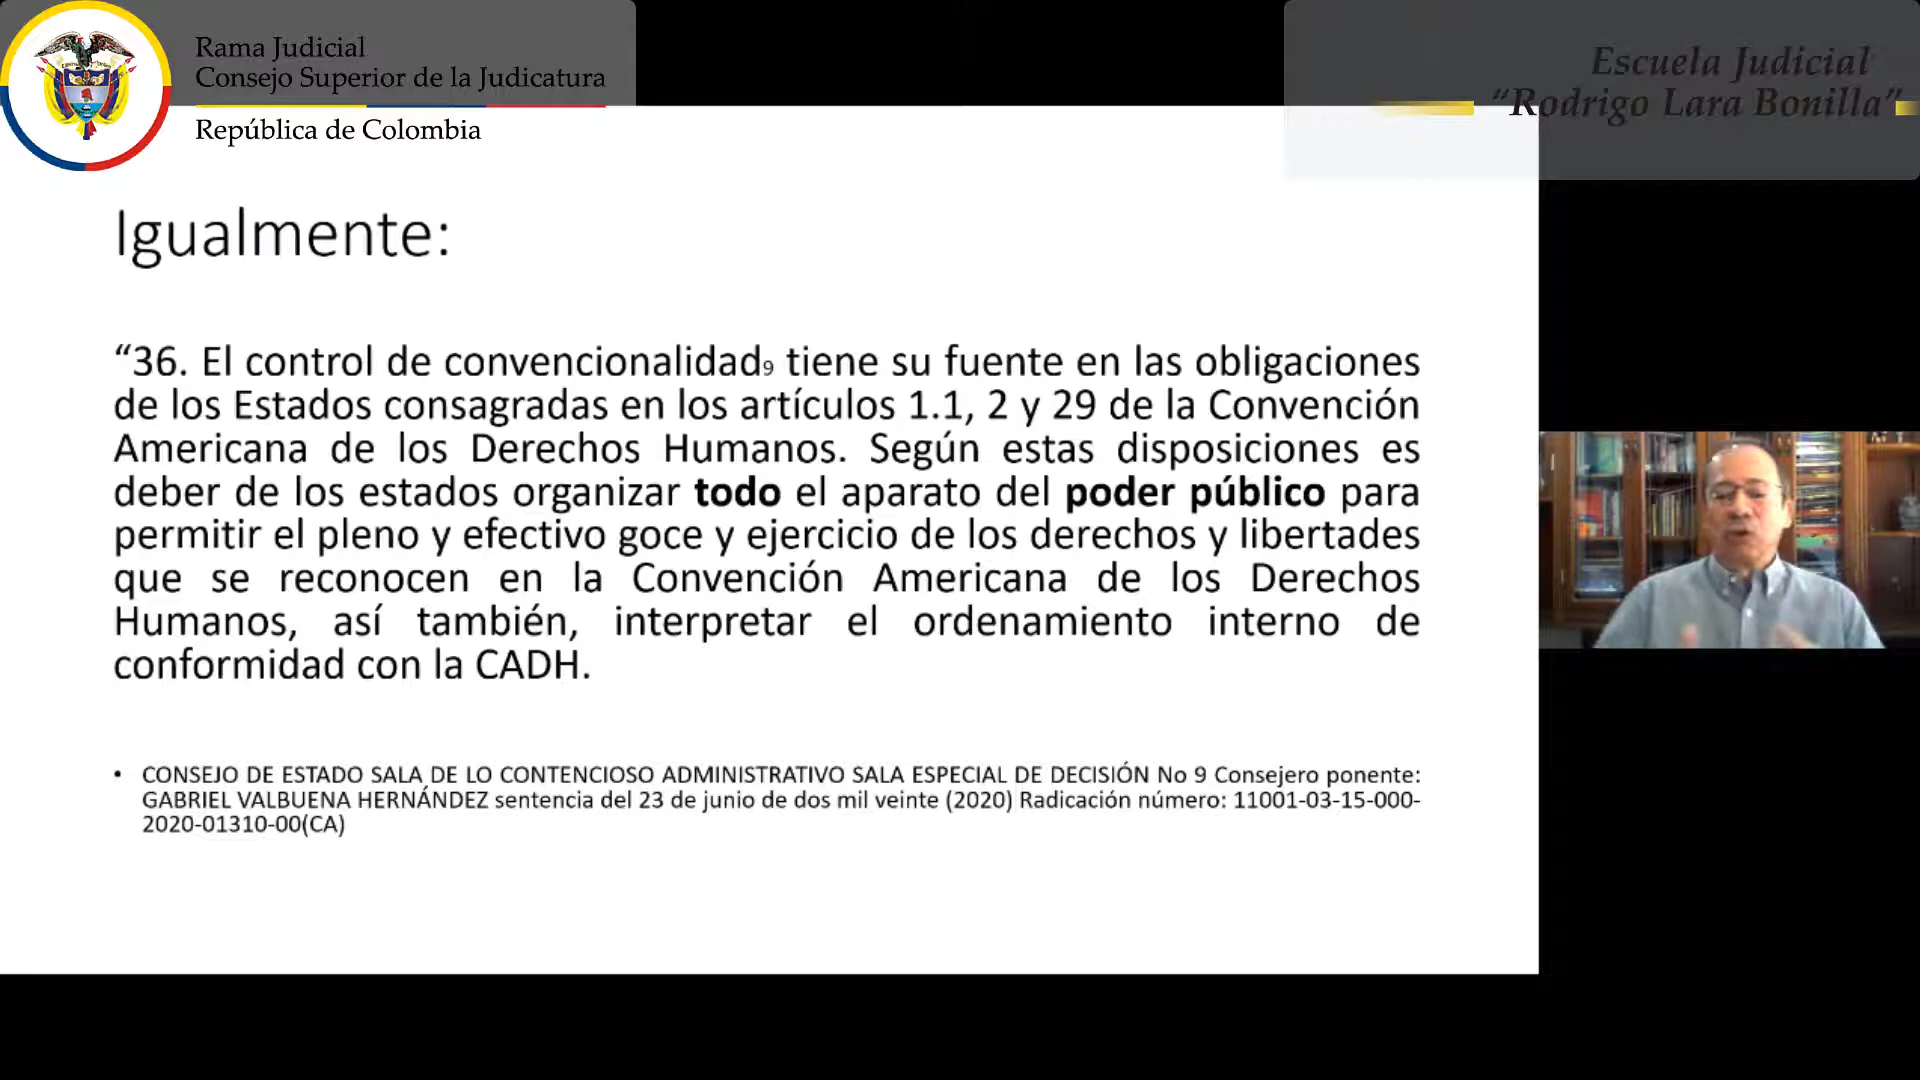 Rama Judicial
Consejo Superior de la Judicatura
República de Colombia
Escuela Judicial
“Rodrigo Lara Bonilla”
Igualmente:
“36. El control de convencionalidad9 tiene su fuente en las obligaciones
de los Estados consagradas en los artículos 1.1, 2 y 29 de la Convención
Americana de los Derechos Humanos. Según estas disposiciones es
deber de los estados organizar todo el aparato del poder público para
permitir el pleno y efectivo goce y ejercicio de los derechos y libertades
que se reconocen en la Convención Americana de los Derechos
Humanos, así también, interpretar el ordenamiento interno de
conformidad con la CADH.
• CONSEJO DE ESTADO SALA DE LO CONTENCIOSO ADMINISTRATIVO SALA ESPECIAL DE DECISIÓN No 9 Consejero ponente:
GABRIEL VALBUENA HERNÁNDEZ sentencia del 23 de junio de dos mil veinte (2020) Radicación número: 11001-03-15-000-
2020-01310-00(CA)